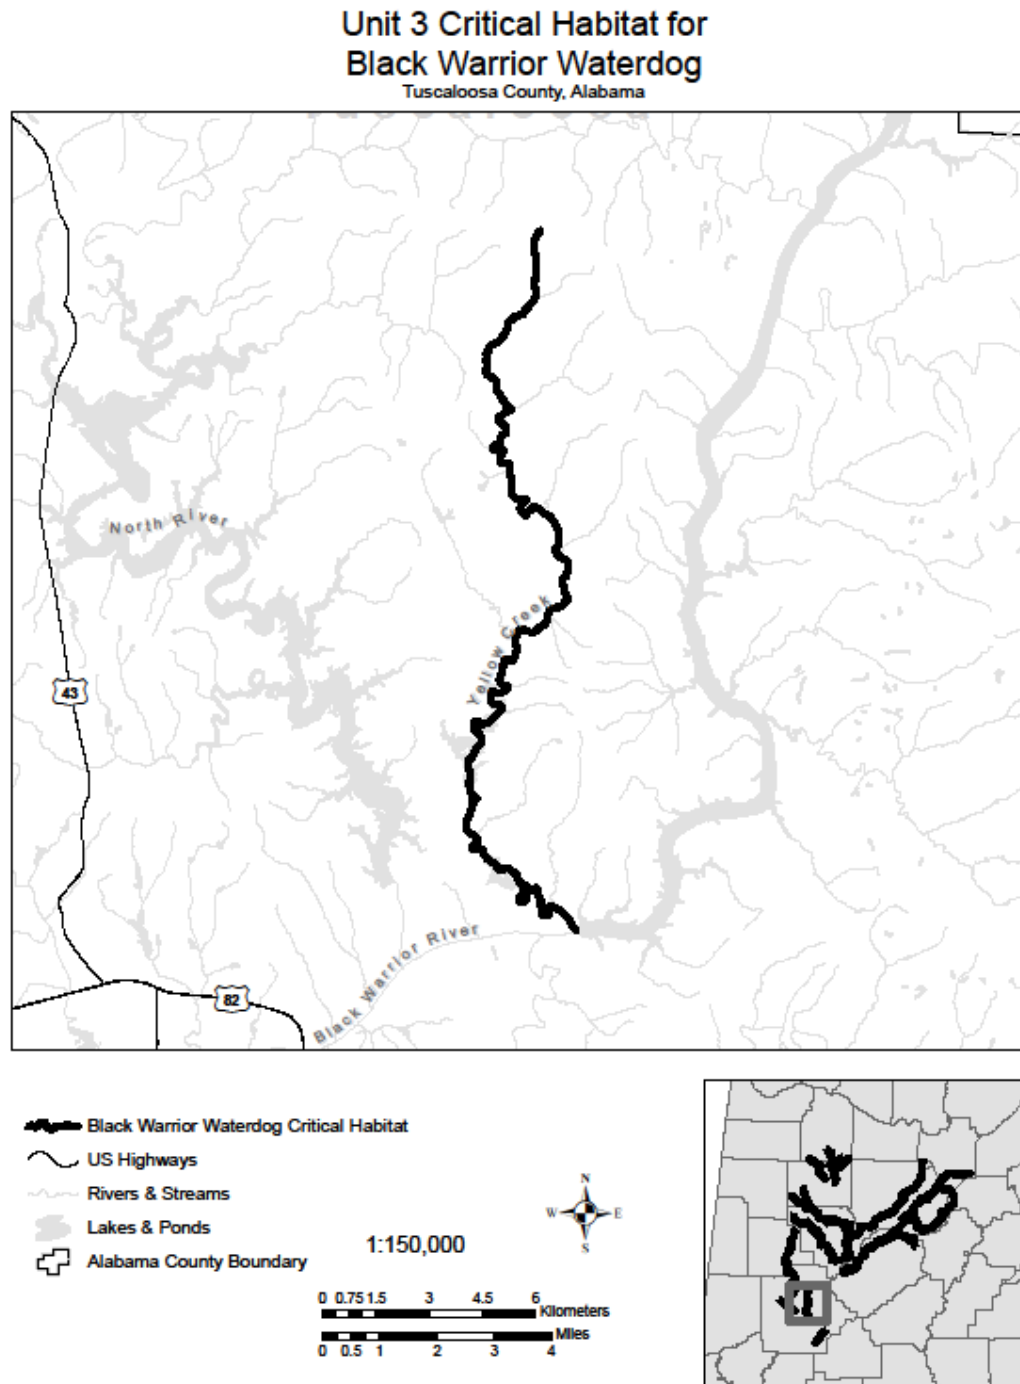 Unit 3 Critical Habitat for
Black Warrior Waterdog
Tuscaloosa County, Alabama
North River
Yellow Creek
43
Black Warrior River
82
Black Warrior Waterdog Critical Habitat
US Highways
Rivers & Streams
Lakes & Ponds
Alabama County Boundary
1:150,000
N
W E
S
0 0.75 1.5 3 4.5 6
Kilometers
Miles
0 0.5 1 2 3 4